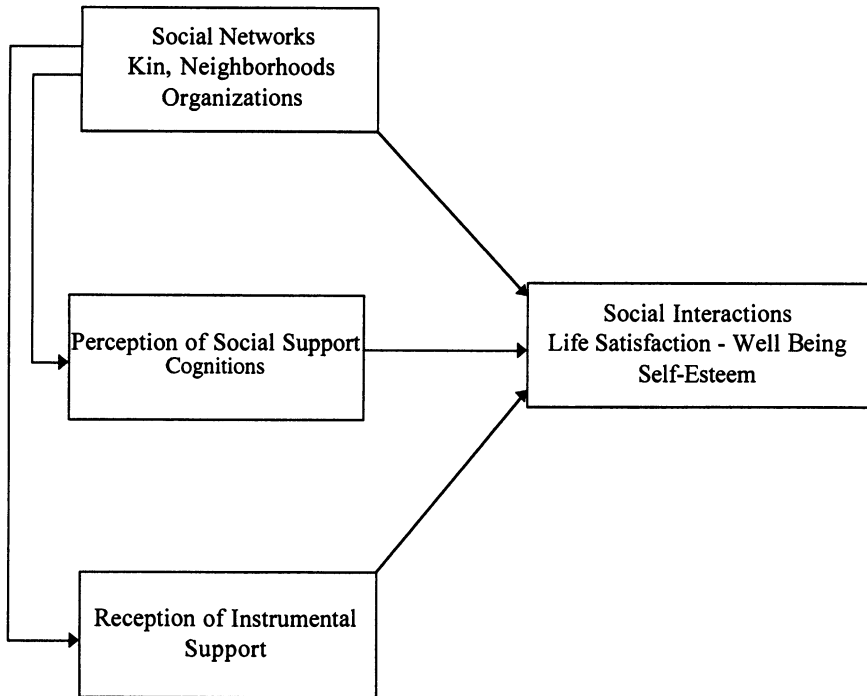 Social Networks
Kin, Neighborhoods
Organizations
Perception of Social Support
Cognitions
Social Interactions
Life Satisfaction - Well Being
Self-Esteem
Reception of Instrumental
Support